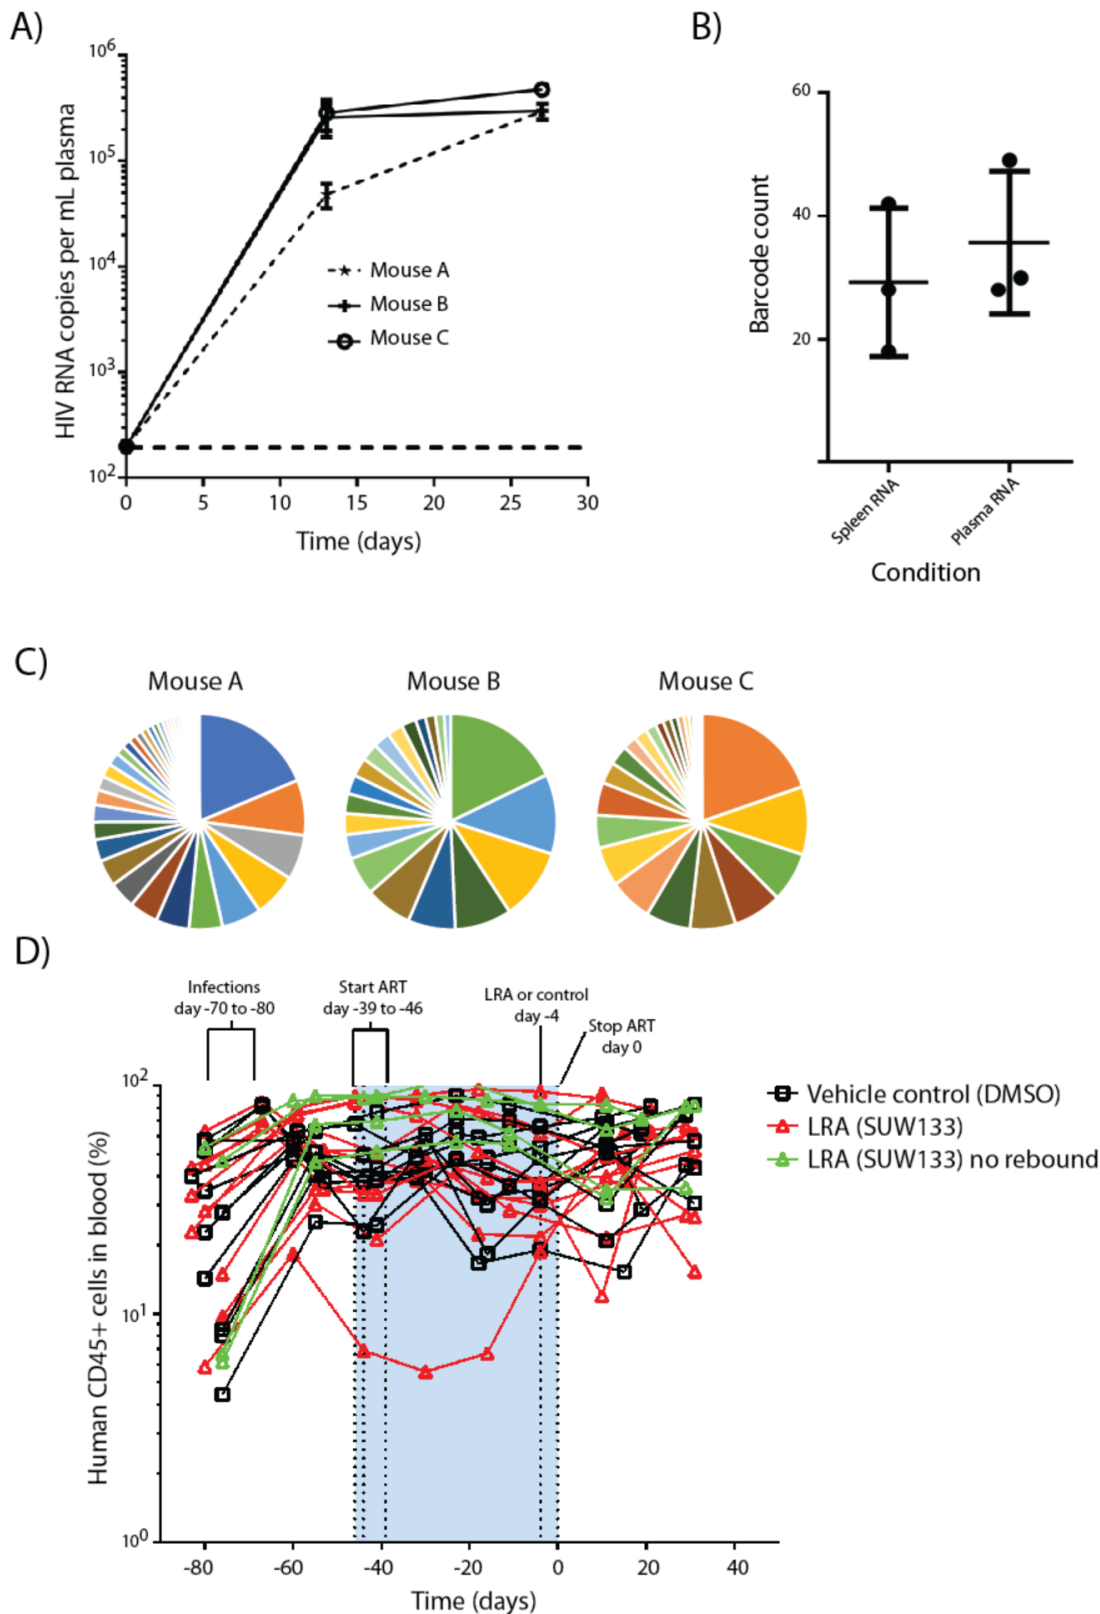 A)
HIV RNA copies per mL plasma
10^6
10^5
10^4
10^3
10^2
0 5 10 15 20 25 30
Time (days)
Mouse A
Mouse B
Mouse C
B)
Barcode count
60
40
20
Spleen RNA
Plasma RNA
Condition
C)
Mouse A
Mouse B
Mouse C
D)
Infections
day -70 to -80
Start ART
day -39 to -46
LRA or control
day -4
Stop ART
day 0
Human CD45+ cells in blood (%)
10^2
10^1
10^0
-80 -60 -40 -20 0 20 40
Time (days)
Vehicle control (DMSO)
LRA (SUW133)
LRA (SUW133) no rebound